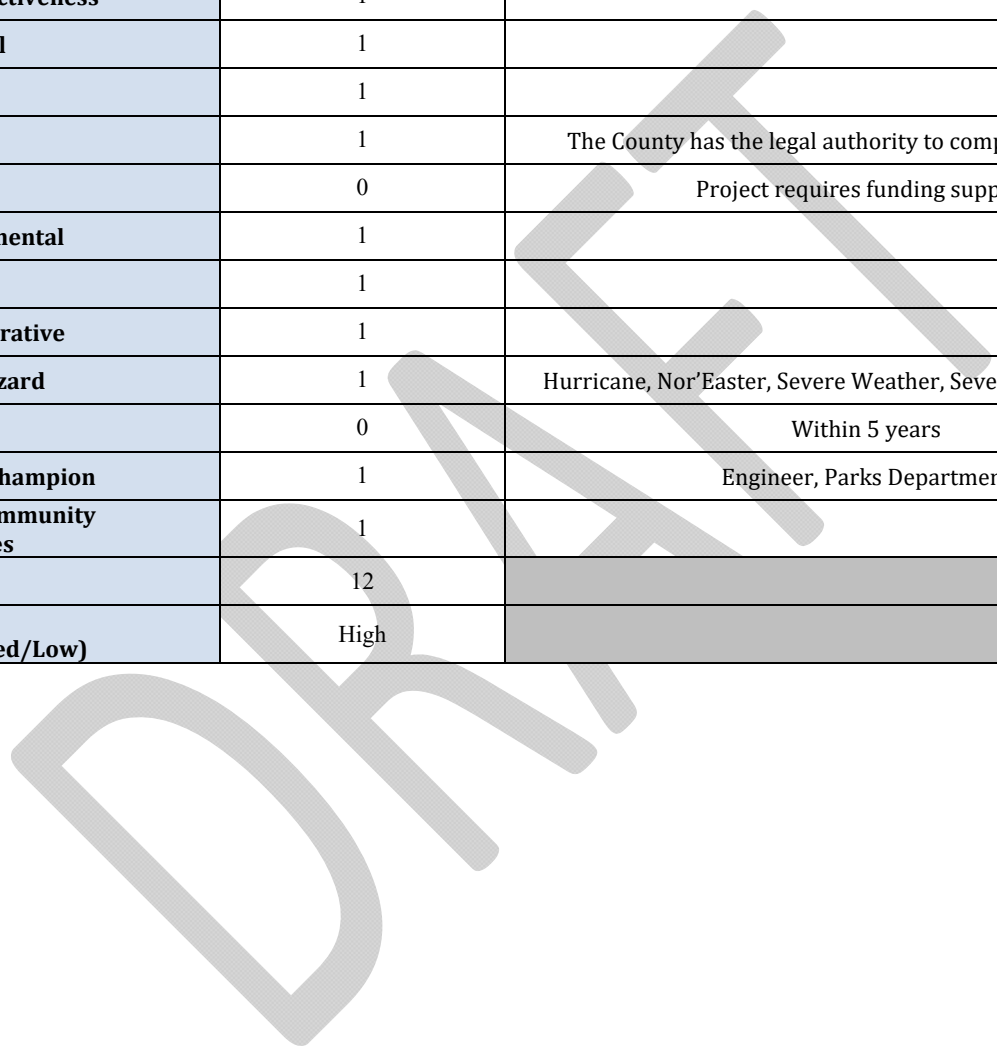 ctiveness 1
l 1
1
1 The County has the legal authority to comp
0 Project requires funding supp
nental 1
1
rative 1
zard 1 Hurricane, Nor’Easter, Severe Weather, Seve
0 Within 5 years
hampion 1 Engineer, Parks Departmen
mmunity
es 1
12
ed/Low) High
DRAFT